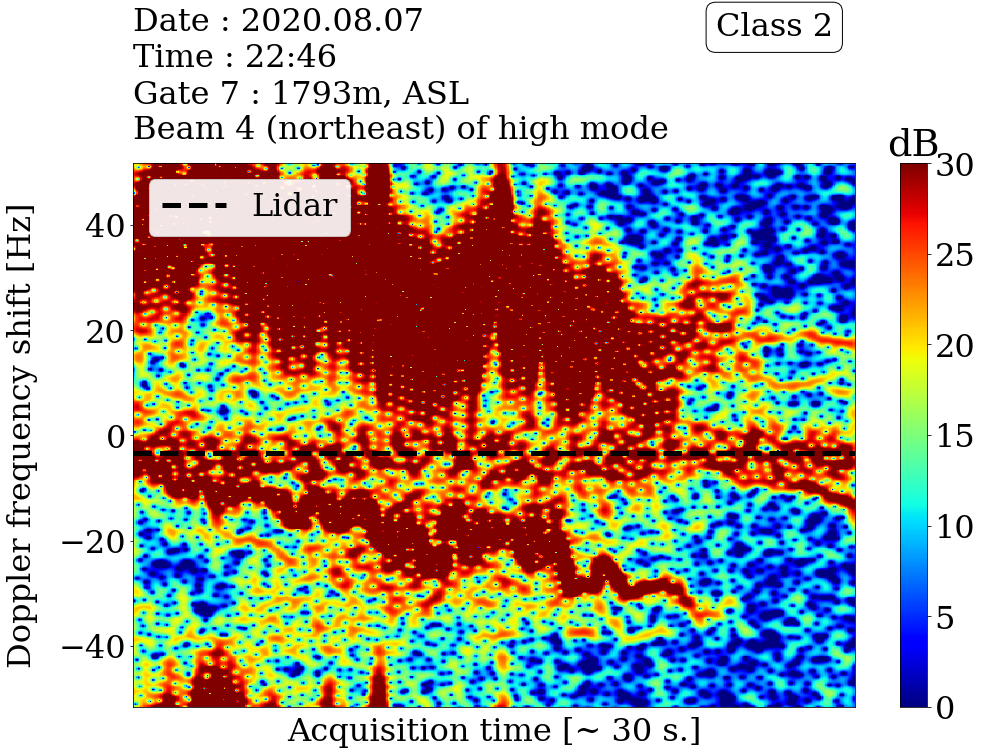 Date : 2020.08.07
Time : 22:46
Gate 7 : 1793m, ASL
Beam 4 (northeast) of high mode
Class 2
dB
Lidar
Doppler frequency shift [Hz]
40
20
0
−20
−40
Acquisition time [~ 30 s.]
30
25
20
15
10
5
0